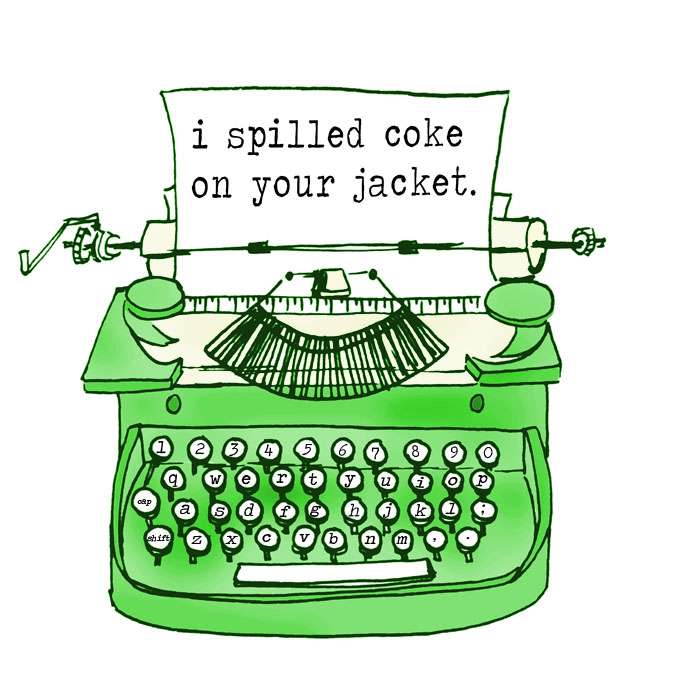 i spilled coke
on your jacket.
1 2 3 4 5 6 7 8 9 0
q w e r t y u i o p
cap a s d f g h j k l ;
shift z x c v b n m , .